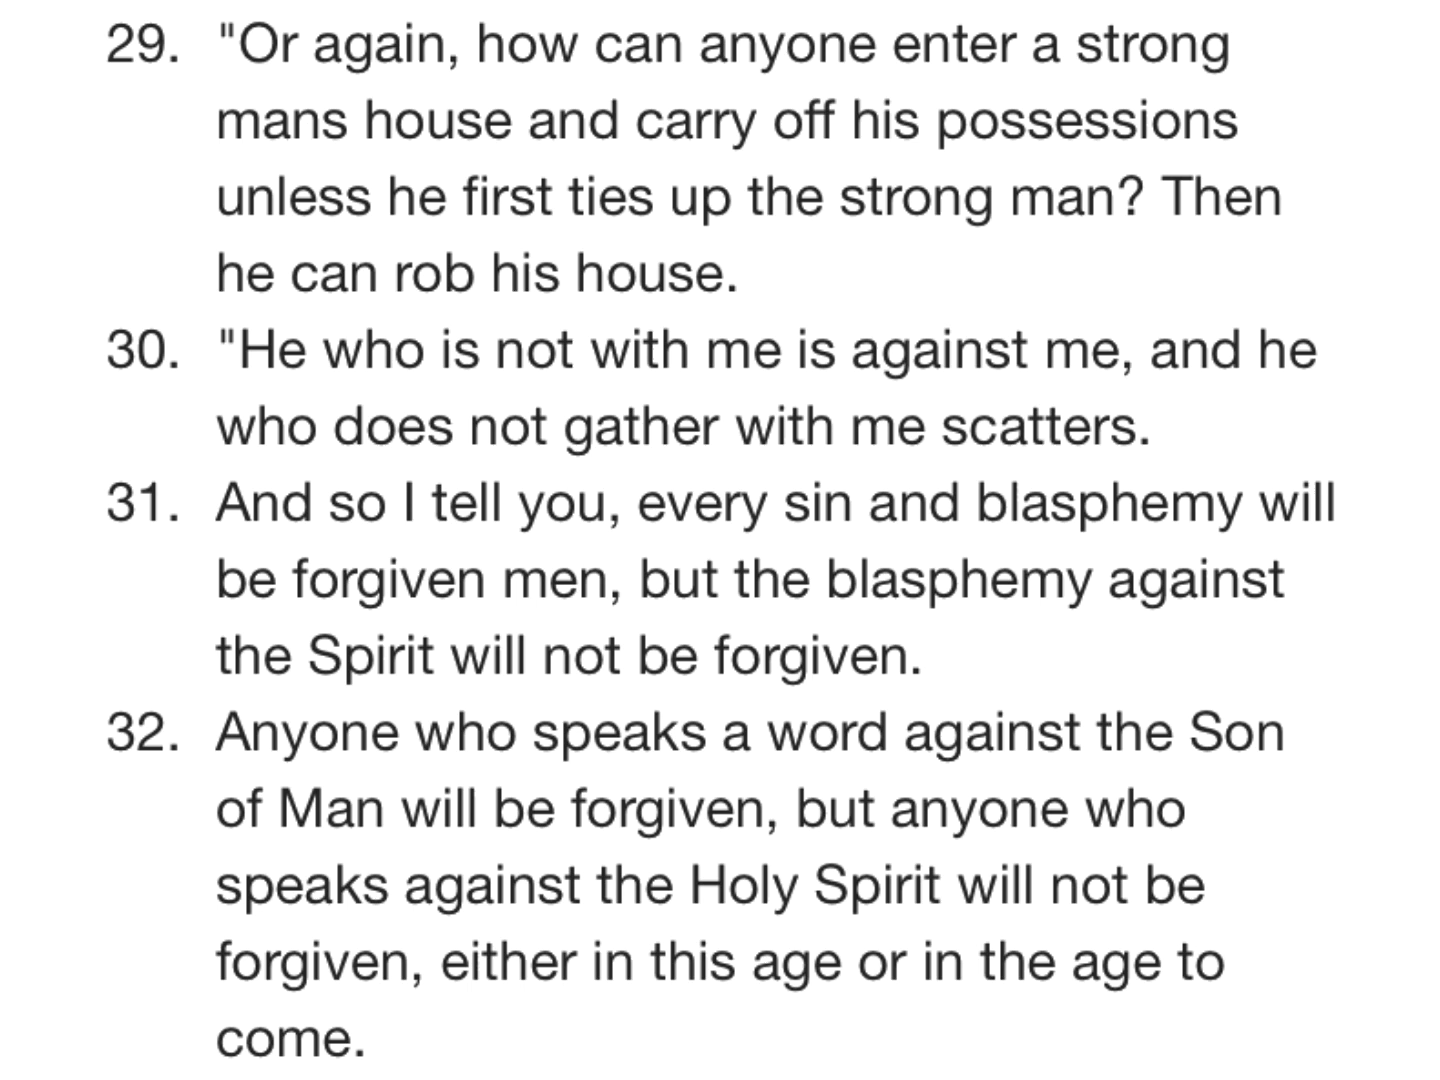 29. "Or again, how can anyone enter a strong
mans house and carry off his possessions
unless he first ties up the strong man? Then
he can rob his house.
30. "He who is not with me is against me, and he
who does not gather with me scatters.
31. And so I tell you, every sin and blasphemy will
be forgiven men, but the blasphemy against
the Spirit will not be forgiven.
32. Anyone who speaks a word against the Son
of Man will be forgiven, but anyone who
speaks against the Holy Spirit will not be
forgiven, either in this age or in the age to
come.